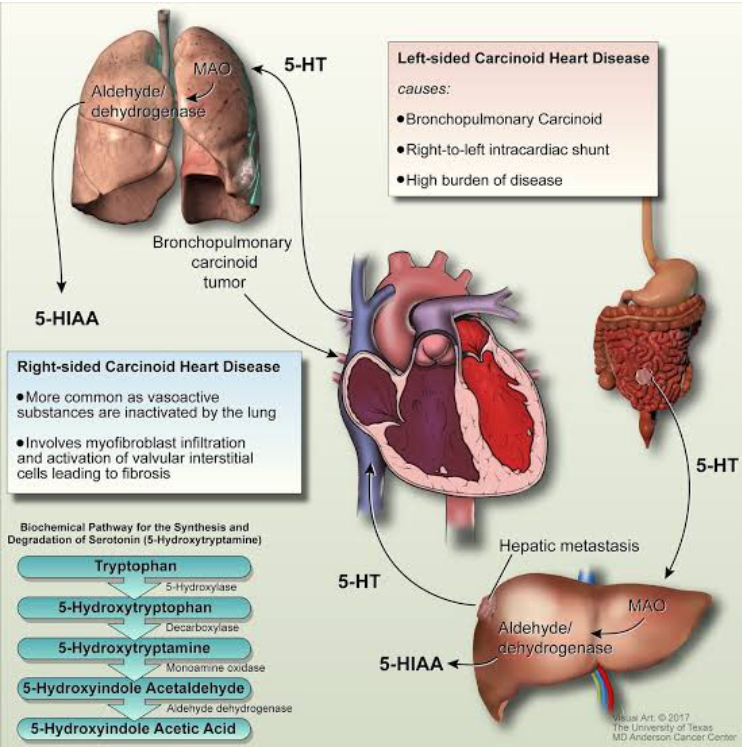 5-HT
MAO
Aldehyde/
dehydrogenase
Left-sided Carcinoid Heart Disease
causes:
●Bronchopulmonary Carcinoid
●Right-to-left intracardiac shunt
●High burden of disease
Bronchopulmonary
carcinoid
tumor
5-HIAA
Right-sided Carcinoid Heart Disease
●More common as vasoactive
substances are inactivated by the lung
●Involves myofibroblast infiltration
and activation of valvular interstitial
cells leading to fibrosis
5-HT
Biochemical Pathway for the Synthesis and
Degradation of Serotonin (5-Hydroxytryptamine)
Tryptophan
5-Hydroxylase
5-Hydroxytryptophan
Decarboxylase
5-Hydroxytryptamine
Monoamine oxidase
5-Hydroxyindole Acetaldehyde
Aldehyde dehydrogenase
5-Hydroxyindole Acetic Acid
Hepatic metastasis
5-HT
MAO
Aldehyde/
dehydrogenase
5-HIAA
Visual Art: © 2017
The University of Texas
MD Anderson Cancer Center